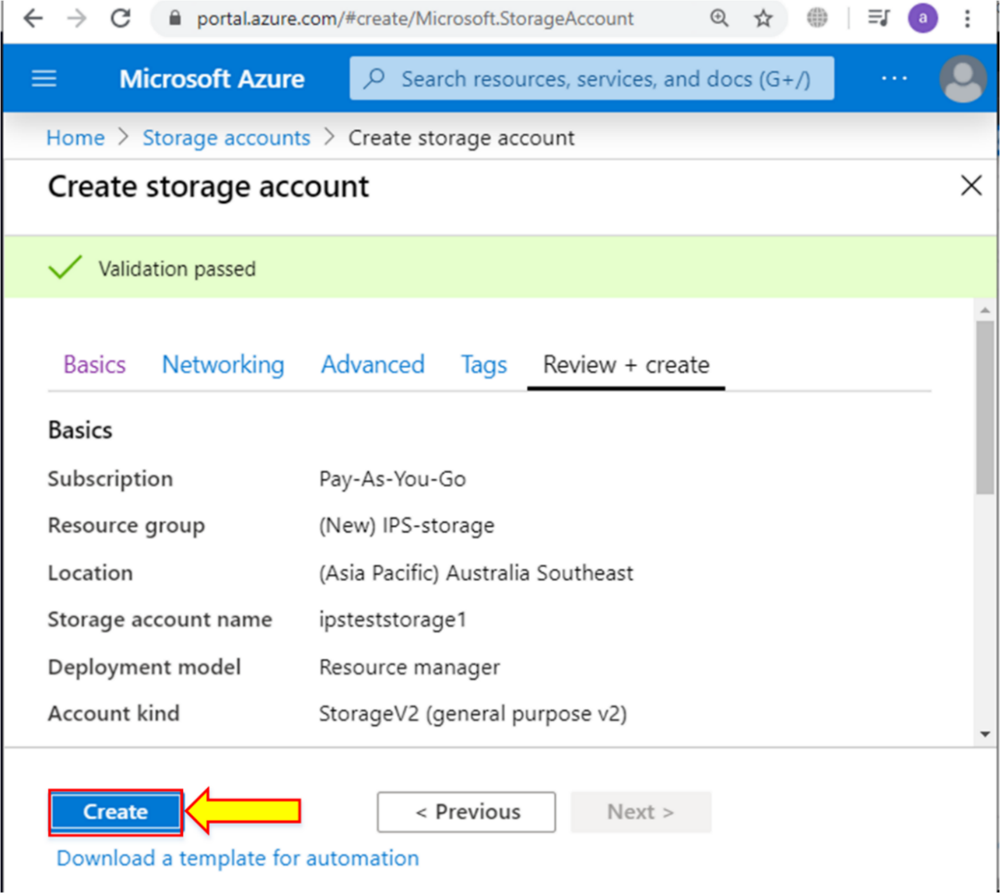 portal.azure.com/#create/Microsoft.StorageAccount a
Microsoft Azure Search resources, services, and docs (G+/) ...
Home > Storage accounts > Create storage account
Create storage account
Validation passed
Basics Networking Advanced Tags Review + create
Basics
Subscription Pay-As-You-Go
Resource group (New) IPS-storage
Location (Asia Pacific) Australia Southeast
Storage account name ipsteststorage1
Deployment model Resource manager
Account kind StorageV2 (general purpose v2)
Create < Previous Next >
Download a template for automation